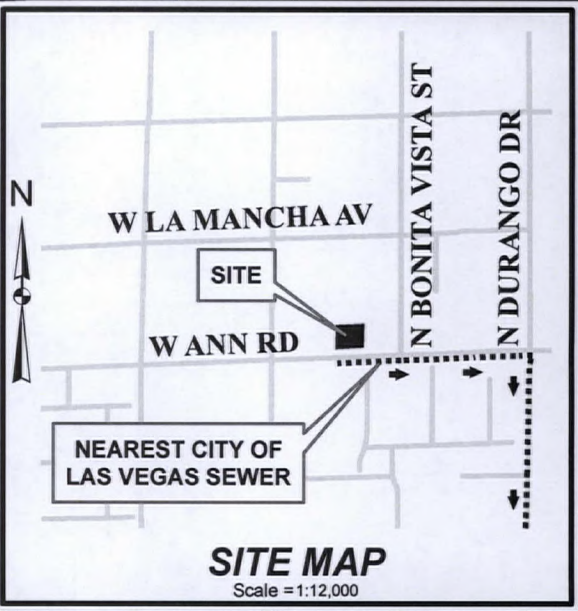 N
W LA MANCHA AV
N BONITA VISTA ST
N DURANGO DR
SITE
W ANN RD
NEAREST CITY OF
LAS VEGAS SEWER
SITE MAP
Scale =1:12,000